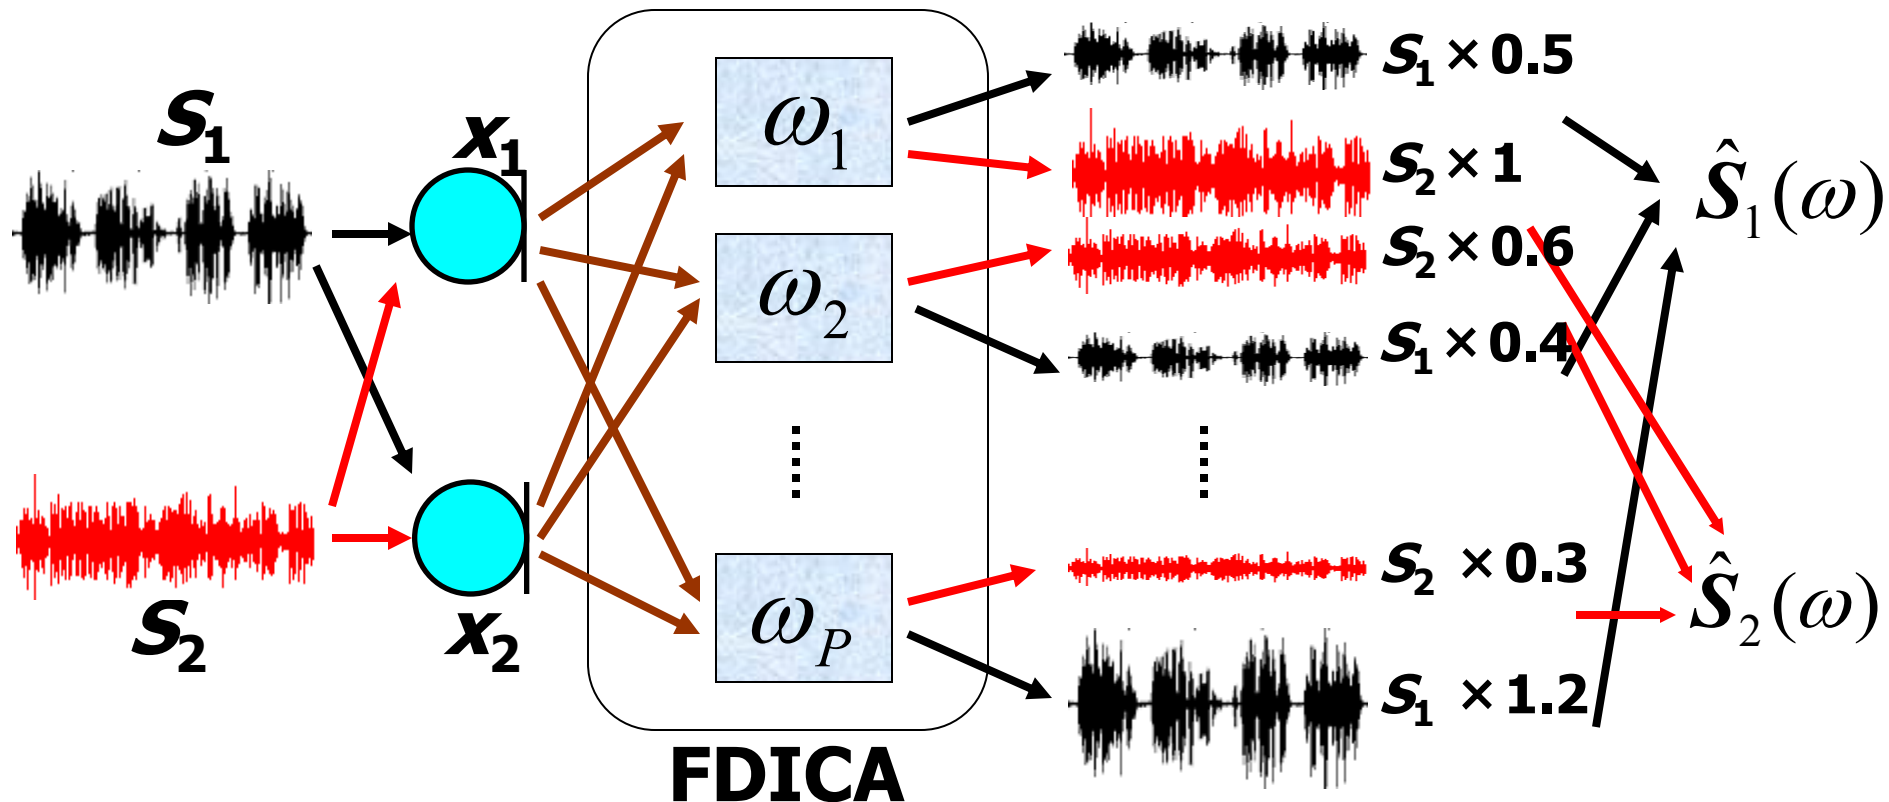 S₁
S₂
x₁
x₂
ω₁
ω₂
ω_P
FDICA
S₁ × 0.5
S₂ × 1
S₂ × 0.6
S₁ × 0.4
S₂ × 0.3
S₁ × 1.2
Ŝ₁(ω)
Ŝ₂(ω)